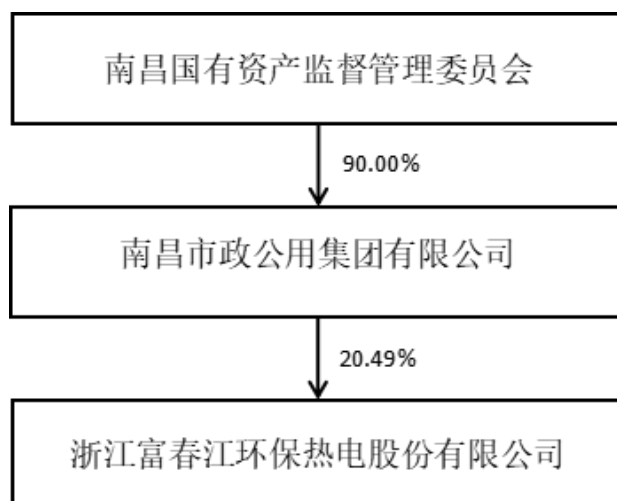 南昌国有资产监督管理委员会
90.00%
南昌市政公用集团有限公司
20.49%
浙江富春江环保热电股份有限公司